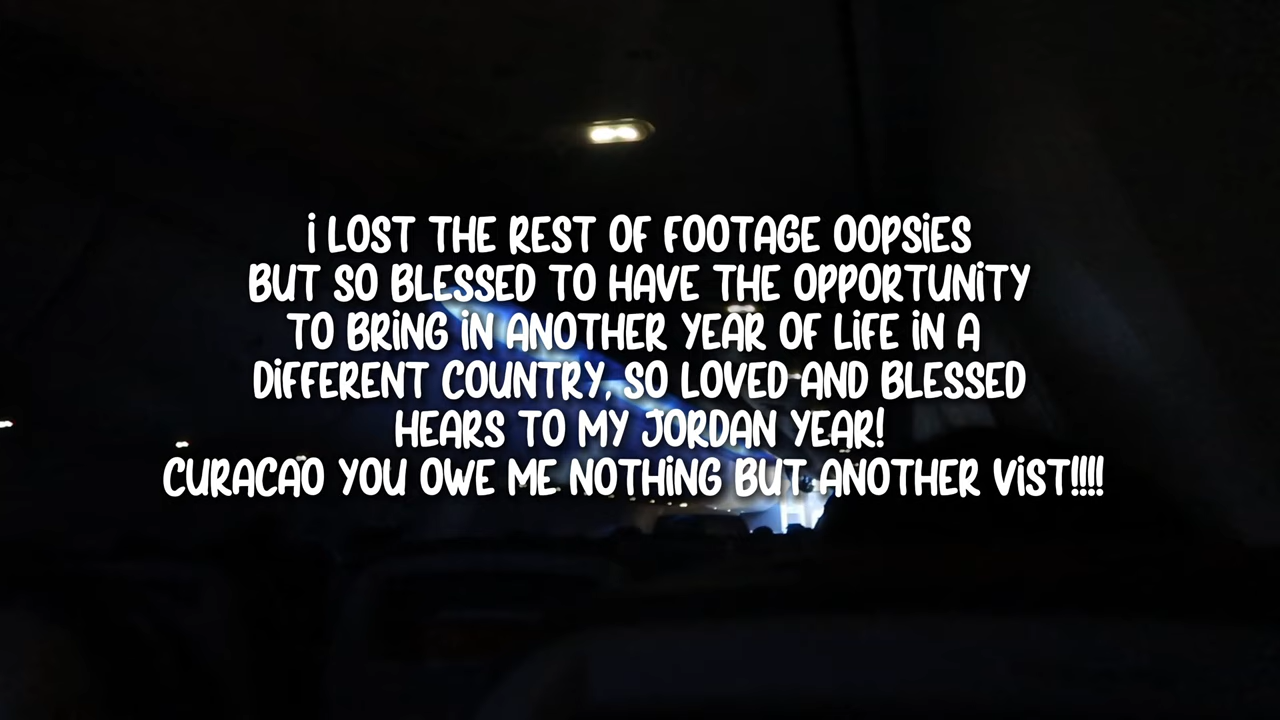 i LOST THE REST OF FOOTAGE OOPSiES
BUT SO BLESSED TO HAVE THE OPPORTUNiTY
TO BRiNG iN ANOTHER YEAR OF LiFE iN A
DiFFERENT COUNTRY, SO LOVED AND BLESSED
HEARS TO MY JORDAN YEAR!
CURACAO YOU OWE ME NOTHiNG BUT ANOTHER ViST!!!!